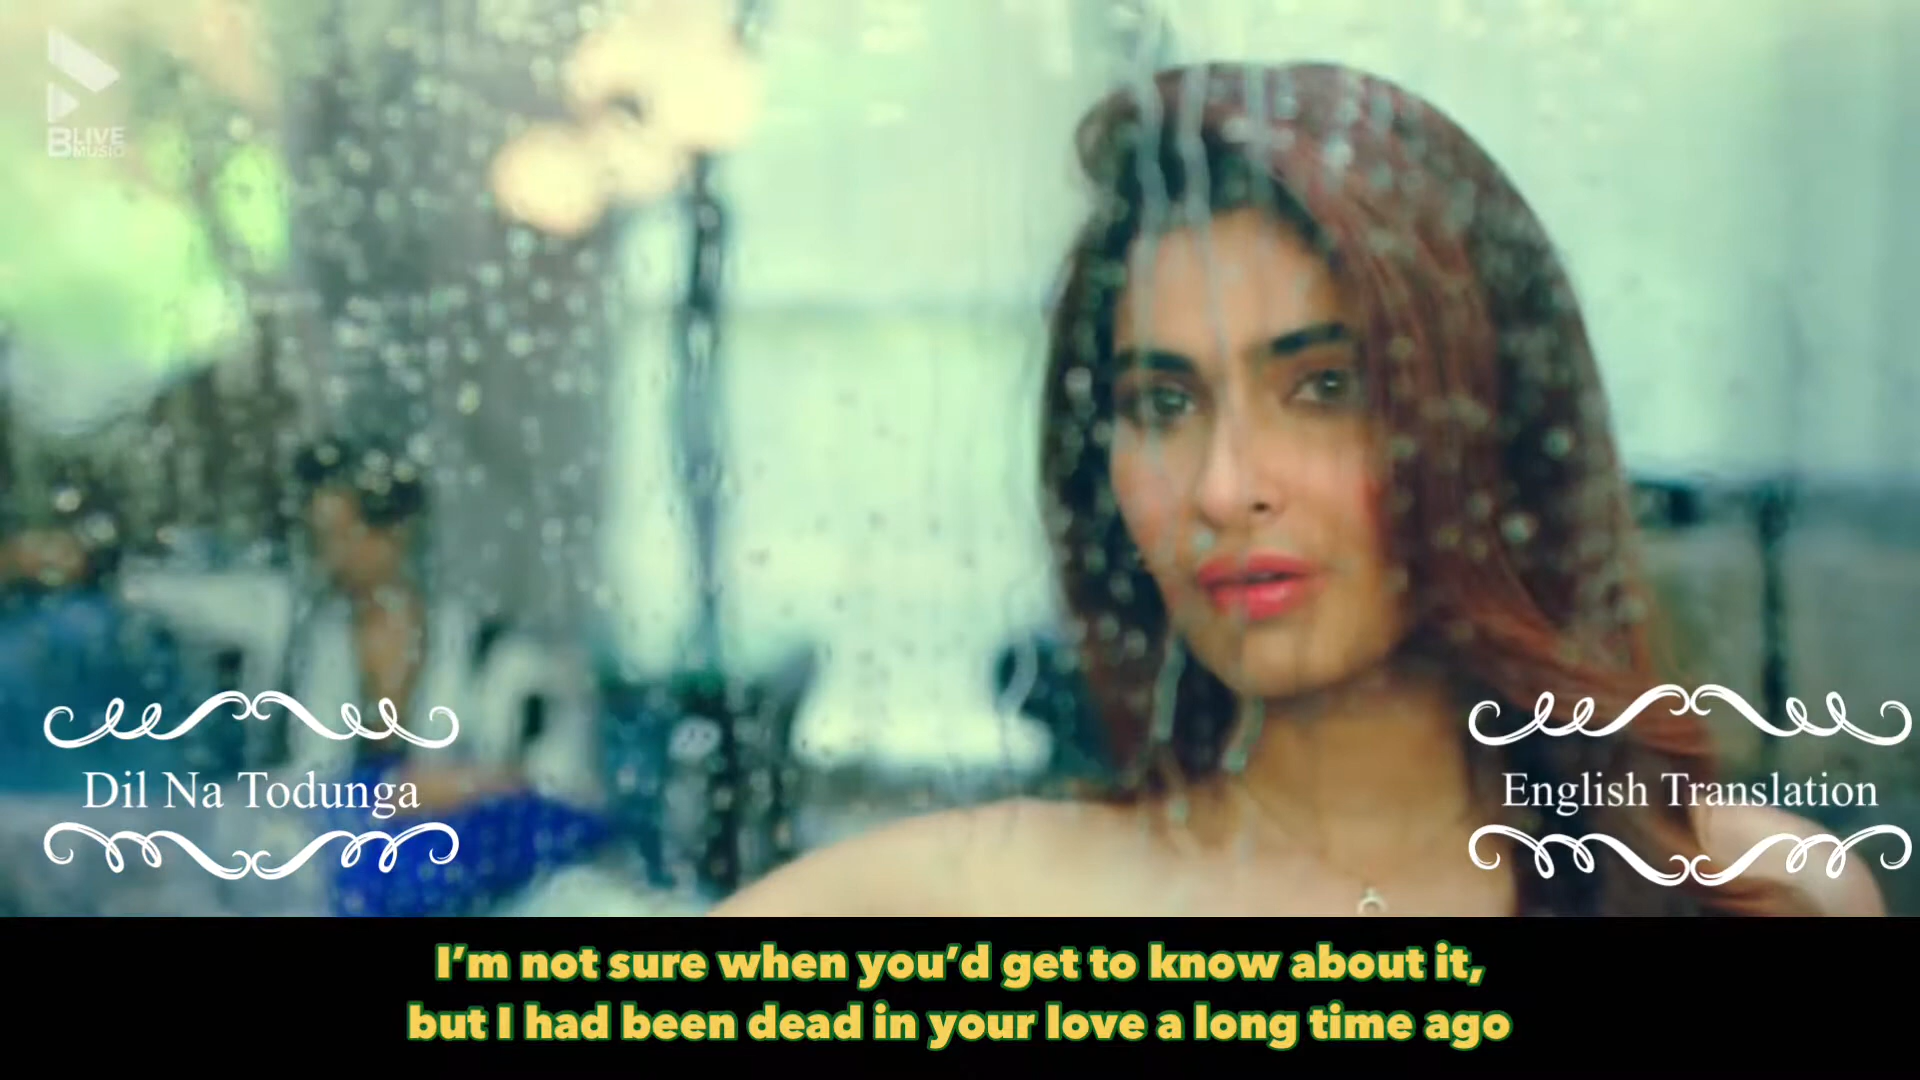 BLIVE
MUSIC
Dil Na Todunga
English Translation
I’m not sure when you’d get to know about it,
but I had been dead in your love a long time ago